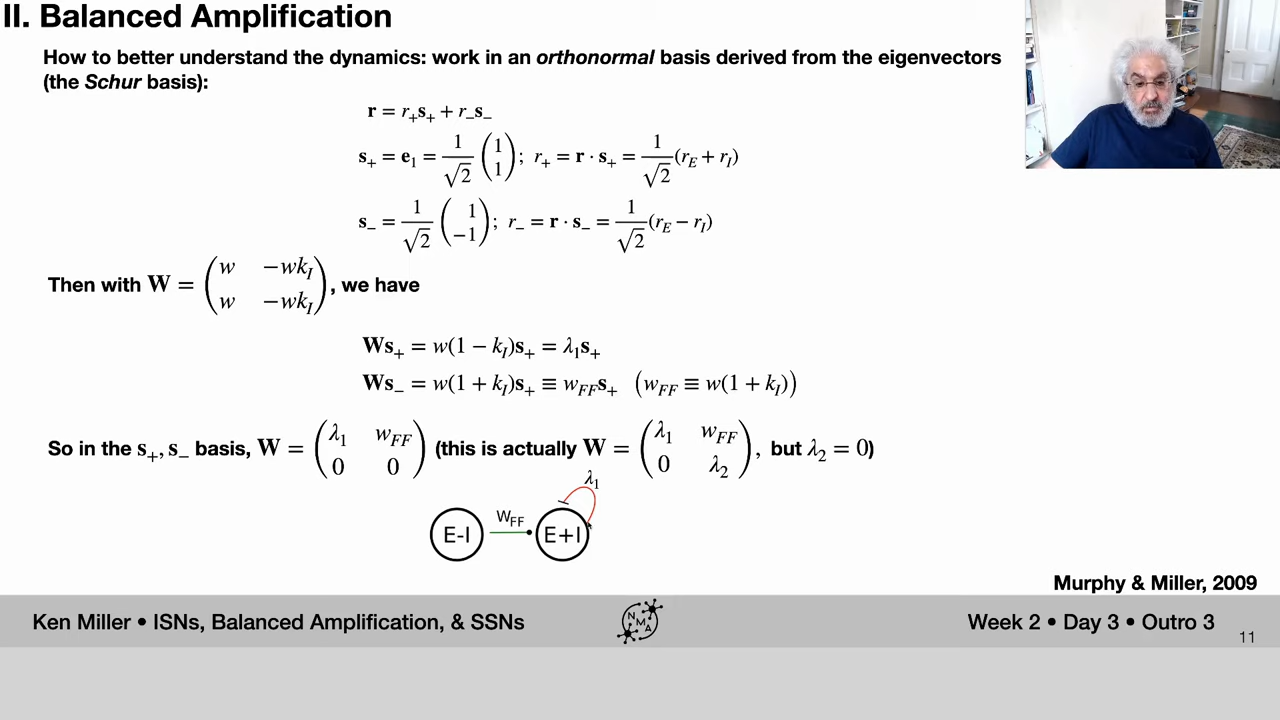 II. Balanced Amplification
How to better understand the dynamics: work in an orthonormal basis derived from the eigenvectors
(the Schur basis):
r = r₊s₊ + r₋s₋
s₊ = e₁ = 1/√2 (1 1); r₊ = r · s₊ = 1/√2 (r_E + r_I)
s₋ = 1/√2 (1 −1); r₋ = r · s₋ = 1/√2 (r_E − r_I)
Then with W = (w −wk_I w −wk_I), we have
Ws₊ = w(1 − k_I)s₊ = λ₁s₊
Ws₋ = w(1 + k_I)s₊ ≡ w_FF s₊ (w_FF ≡ w(1 + k_I))
So in the s₊, s₋ basis, W = (λ₁ w_FF 0 0) (this is actually W = (λ₁ w_FF 0 λ₂), but λ₂ = 0)
λ₁
W_FF
E-I E+I
Murphy & Miller, 2009
Ken Miller • ISNs, Balanced Amplification, & SSNs
N M A
Week 2 • Day 3 • Outro 3
11